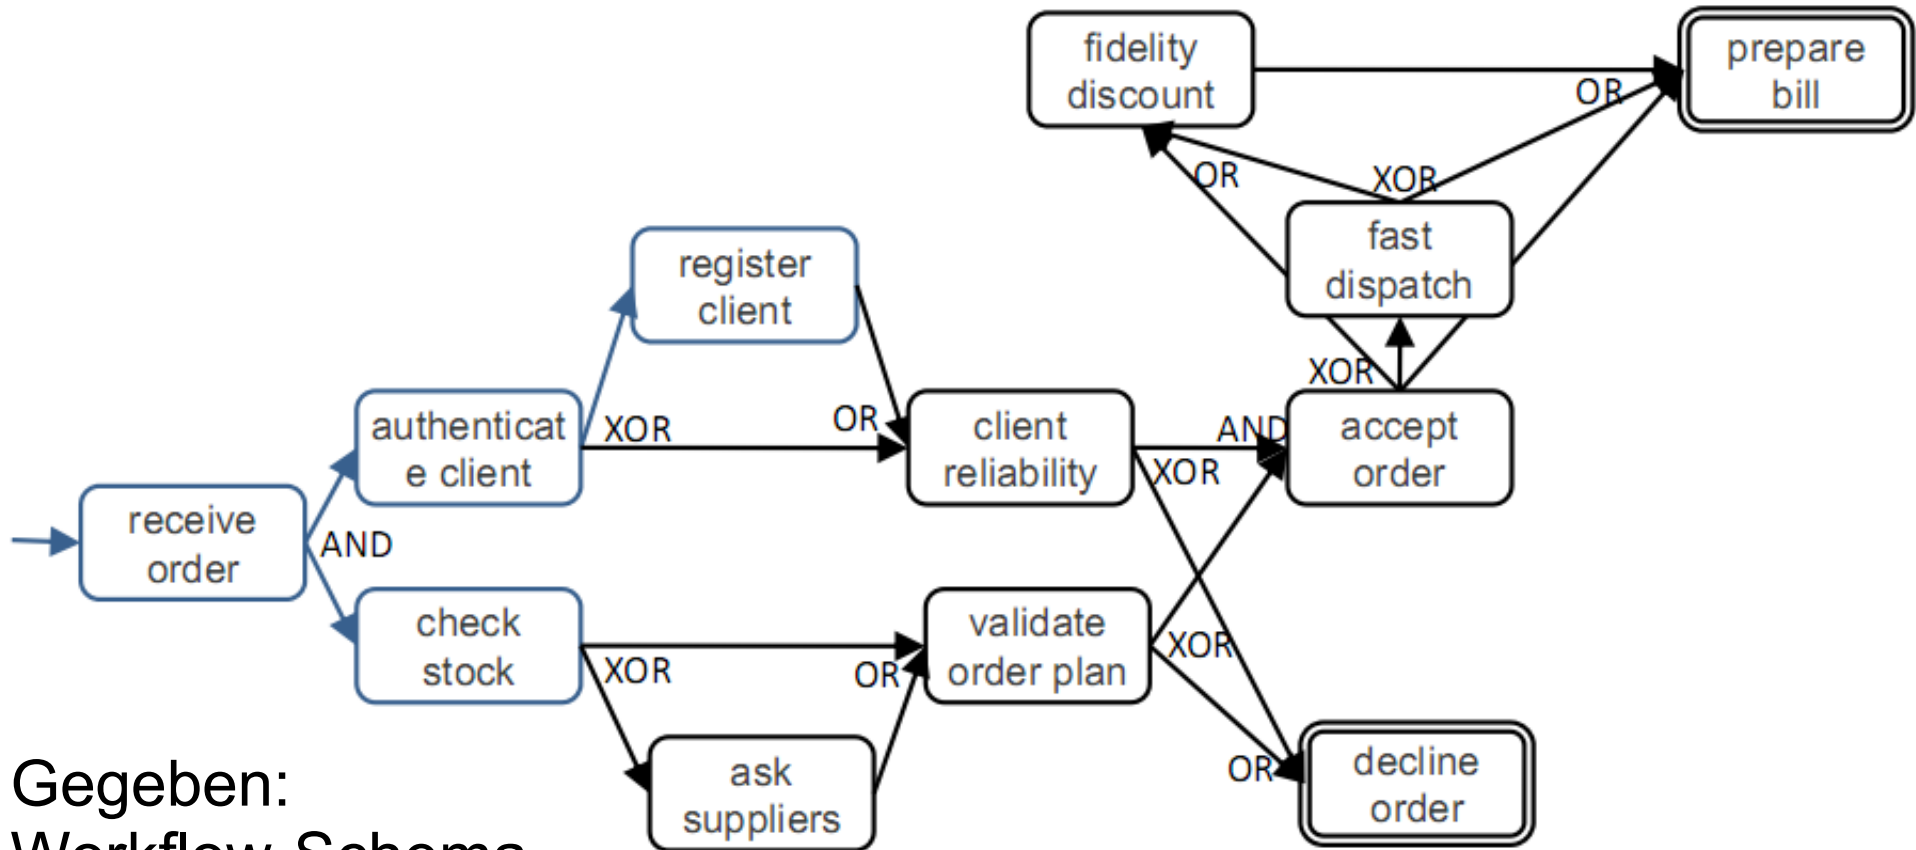 fidelity
discount
prepare
bill
OR
OR
XOR
fast
dispatch
register
client
XOR
authenticat
e client
XOR
OR
client
reliability
AND
XOR
accept
order
receive
order
AND
check
stock
XOR
OR
validate
order plan
XOR
ask
suppliers
OR
decline
order
Gegeben:
Workflow-Schema